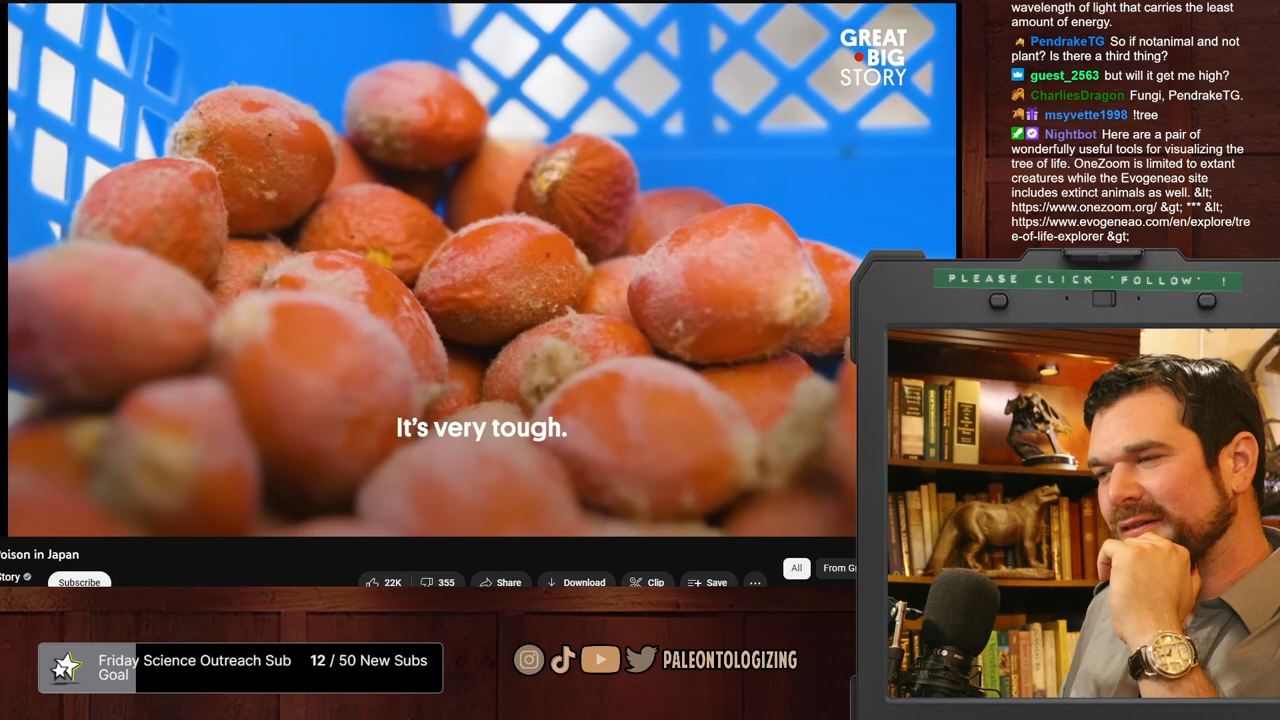 GREAT
BIG
STORY
It's very tough.
oison in Japan
Story
Subscribe
22K
355
Share
Download
Clip
Save
...
All
From Gr
wavelength of light that carries the least
amount of energy.
PendrakeTG So if notanimal and not
plant? Is there a third thing?
guest_2563 but will it get me high?
CharliesDragon Fungi, PendrakeTG.
msyvette1998 !tree
Nightbot Here are a pair of
wonderfully useful tools for visualizing the
tree of life. OneZoom is limited to extant
creatures while the Evogeneao site
includes extinct animals as well. &lt;
https://www.onezoom.org/ &gt; *** &lt;
https://www.evogeneao.com/en/explore/tre
e-of-life-explorer &gt;
PLEASE CLICK 'FOLLOW' !
Friday Science Outreach Sub
Goal
12 / 50 New Subs
PALEONTOLOGIZING